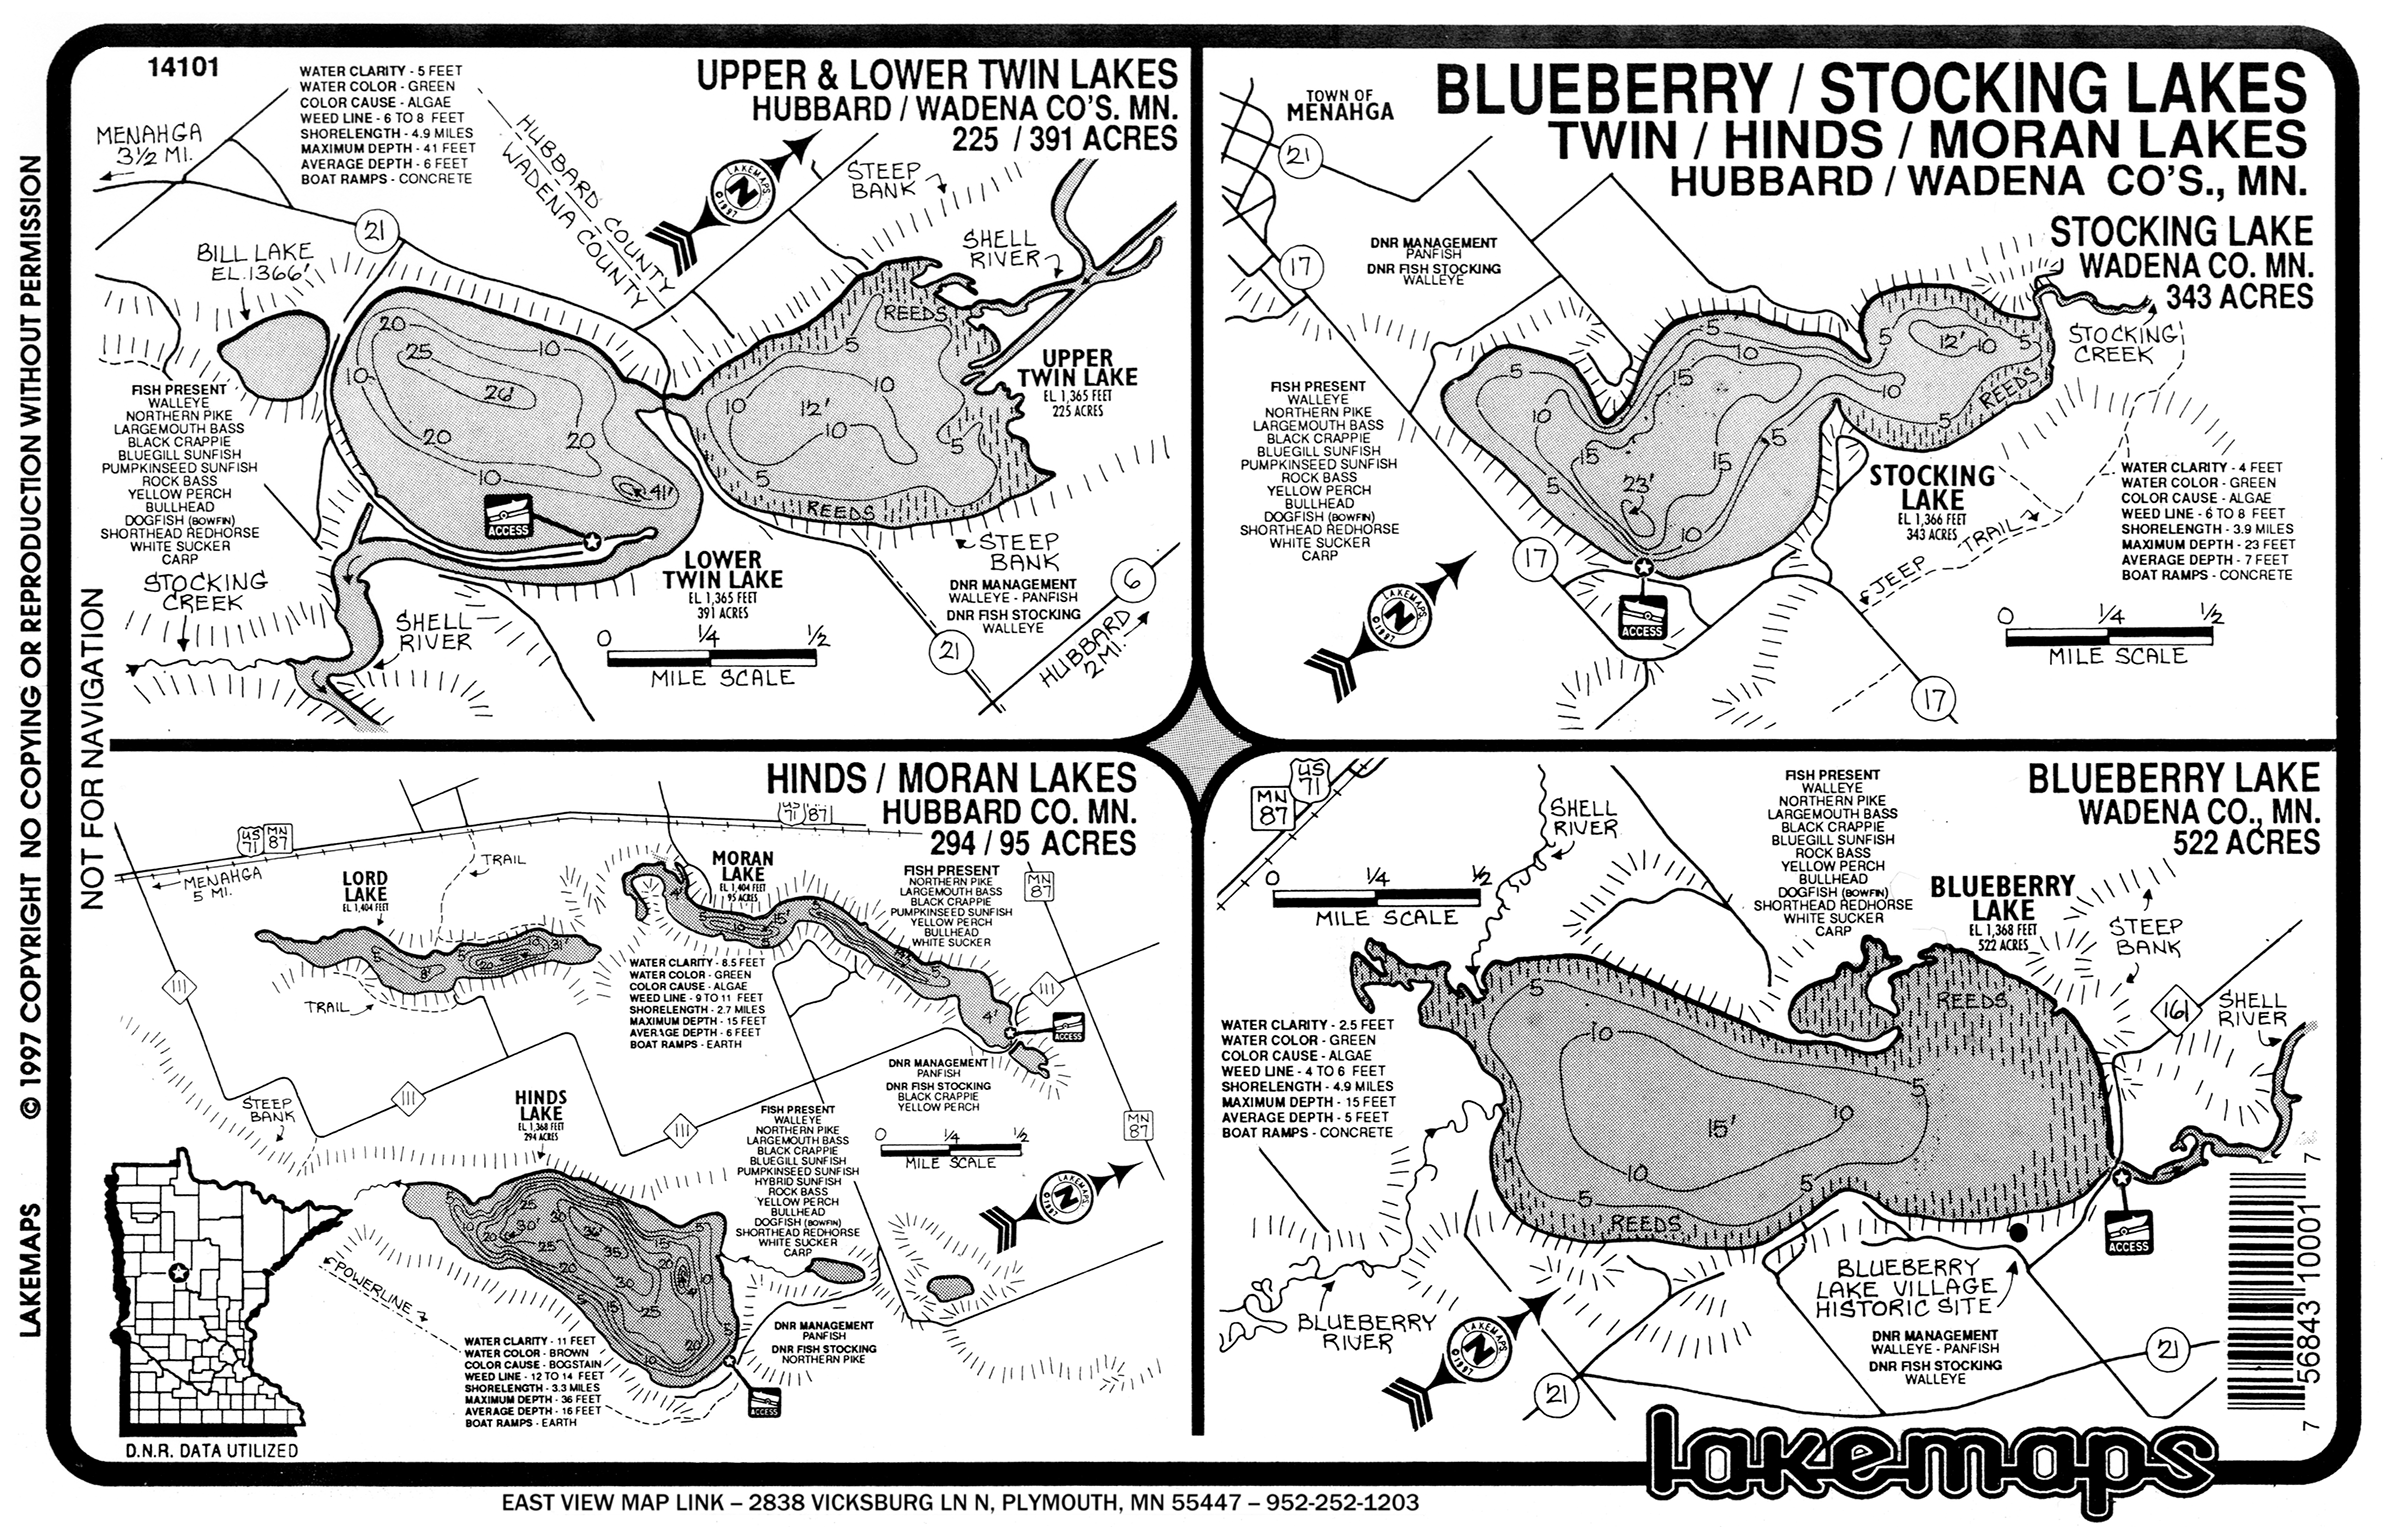 14101
UPPER & LOWER TWIN LAKES
HUBBARD / WADENA CO'S. MN.
225 / 391 ACRES
WATER CLARITY - 5 FEET
WATER COLOR - GREEN
COLOR CAUSE - ALGAE
WEED LINE - 6 TO 8 FEET
SHORELENGTH - 4.9 MILES
MAXIMUM DEPTH - 41 FEET
AVERAGE DEPTH - 6 FEET
BOAT RAMPS - CONCRETE
MENAHGA
3½ MI.
HUBBARD COUNTY
WADENA COUNTY
LAKEMAPS
N
©1997
STEEP
BANK
21
BILL LAKE
EL. 1366'
SHELL
RIVER
REEDS
20
10
25
26'
10
20
20
10
41'
5
10
10
12'
10
5
5
REEDS
UPPER
TWIN LAKE
EL 1,365 FEET
225 ACRES
FISH PRESENT
WALLEYE
NORTHERN PIKE
LARGEMOUTH BASS
BLACK CRAPPIE
BLUEGILL SUNFISH
PUMPKINSEED SUNFISH
ROCK BASS
YELLOW PERCH
BULLHEAD
DOGFISH (BOWFIN)
SHORTHEAD REDHORSE
WHITE SUCKER
CARP
ACCESS
STEEP
BANK
LOWER
TWIN LAKE
EL 1,365 FEET
391 ACRES
DNR MANAGEMENT
WALLEYE - PANFISH
DNR FISH STOCKING
WALLEYE
STOCKING
CREEK
SHELL
RIVER
0 1/4 1/2
MILE SCALE
21
6
HUBBARD
2 MI.
BLUEBERRY / STOCKING LAKES
TWIN / HINDS / MORAN LAKES
HUBBARD / WADENA CO'S., MN.
TOWN OF
MENAHGA
21
17
STOCKING LAKE
WADENA CO. MN.
343 ACRES
DNR MANAGEMENT
PANFISH
DNR FISH STOCKING
WALLEYE
STOCKING
CREEK
5
10
15
5
12'
10
5
REEDS
10
5
5
10
15
15
5
5
23'
10
FISH PRESENT
WALLEYE
NORTHERN PIKE
LARGEMOUTH BASS
BLACK CRAPPIE
BLUEGILL SUNFISH
PUMPKINSEED SUNFISH
ROCK BASS
YELLOW PERCH
BULLHEAD
DOGFISH (BOWFIN)
SHORTHEAD REDHORSE
WHITE SUCKER
CARP
STOCKING
LAKE
EL 1,366 FEET
343 ACRES
WATER CLARITY - 4 FEET
WATER COLOR - GREEN
COLOR CAUSE - ALGAE
WEED LINE - 6 TO 8 FEET
SHORELENGTH - 3.9 MILES
MAXIMUM DEPTH - 23 FEET
AVERAGE DEPTH - 7 FEET
BOAT RAMPS - CONCRETE
JEEP TRAIL
17
LAKEMAPS
N
©1997
ACCESS
0 1/4 1/2
MILE SCALE
17
HINDS / MORAN LAKES
HUBBARD CO. MN.
294 / 95 ACRES
US
71
MN
87
US
71
87
MENAHGA
5 MI.
TRAIL
LORD
LAKE
EL 1,404 FEET
MORAN
LAKE
EL 1,404 FEET
95 ACRES
FISH PRESENT
NORTHERN PIKE
LARGEMOUTH BASS
BLACK CRAPPIE
PUMPKINSEED SUNFISH
YELLOW PERCH
BULLHEAD
WHITE SUCKER
MN
87
111
TRAIL
WATER CLARITY - 8.5 FEET
WATER COLOR - GREEN
COLOR CAUSE - ALGAE
WEED LINE - 9 TO 11 FEET
SHORELENGTH - 2.7 MILES
MAXIMUM DEPTH - 15 FEET
AVERAGE DEPTH - 6 FEET
BOAT RAMPS - EARTH
111
ACCESS
DNR MANAGEMENT
PANFISH
DNR FISH STOCKING
BLACK CRAPPIE
YELLOW PERCH
STEEP
BANK
111
111
MN
87
HINDS
LAKE
EL 1,368 FEET
294 ACRES
FISH PRESENT
WALLEYE
NORTHERN PIKE
LARGEMOUTH BASS
BLACK CRAPPIE
BLUEGILL SUNFISH
PUMPKINSEED SUNFISH
HYBRID SUNFISH
ROCK BASS
YELLOW PERCH
BULLHEAD
DOGFISH (BOWFIN)
SHORTHEAD REDHORSE
WHITE SUCKER
CARP
0 1/4 1/2
MILE SCALE
LAKEMAPS
N
©1997
POWERLINE
WATER CLARITY - 11 FEET
WATER COLOR - BROWN
COLOR CAUSE - BOGSTAIN
WEED LINE - 12 TO 14 FEET
SHORELENGTH - 3.3 MILES
MAXIMUM DEPTH - 36 FEET
AVERAGE DEPTH - 16 FEET
BOAT RAMPS - EARTH
DNR MANAGEMENT
PANFISH
DNR FISH STOCKING
NORTHERN PIKE
ACCESS
D.N.R. DATA UTILIZED
BLUEBERRY LAKE
WADENA CO., MN.
522 ACRES
US
71
MN
87
SHELL
RIVER
0 1/4 1/2
MILE SCALE
FISH PRESENT
WALLEYE
NORTHERN PIKE
LARGEMOUTH BASS
BLACK CRAPPIE
BLUEGILL SUNFISH
ROCK BASS
YELLOW PERCH
BULLHEAD
DOGFISH (BOWFIN)
SHORTHEAD REDHORSE
WHITE SUCKER
CARP
BLUEBERRY
LAKE
EL 1,368 FEET
522 ACRES
STEEP
BANK
161
SHELL
RIVER
WATER CLARITY - 2.5 FEET
WATER COLOR - GREEN
COLOR CAUSE - ALGAE
WEED LINE - 4 TO 6 FEET
SHORELENGTH - 4.9 MILES
MAXIMUM DEPTH - 15 FEET
AVERAGE DEPTH - 5 FEET
BOAT RAMPS - CONCRETE
REEDS
5
10
5
10
15'
10
5
5
REEDS
ACCESS
BLUEBERRY
LAKE VILLAGE
HISTORIC SITE
BLUEBERRY
RIVER
LAKEMAPS
N
©1997
DNR MANAGEMENT
WALLEYE - PANFISH
DNR FISH STOCKING
WALLEYE
21
21
7 56843 10001 7
lakemaps
LAKEMAPS © 1997 COPYRIGHT NO COPYING OR REPRODUCTION WITHOUT PERMISSION
NOT FOR NAVIGATION
EAST VIEW MAP LINK – 2838 VICKSBURG LN N, PLYMOUTH, MN 55447 – 952-252-1203